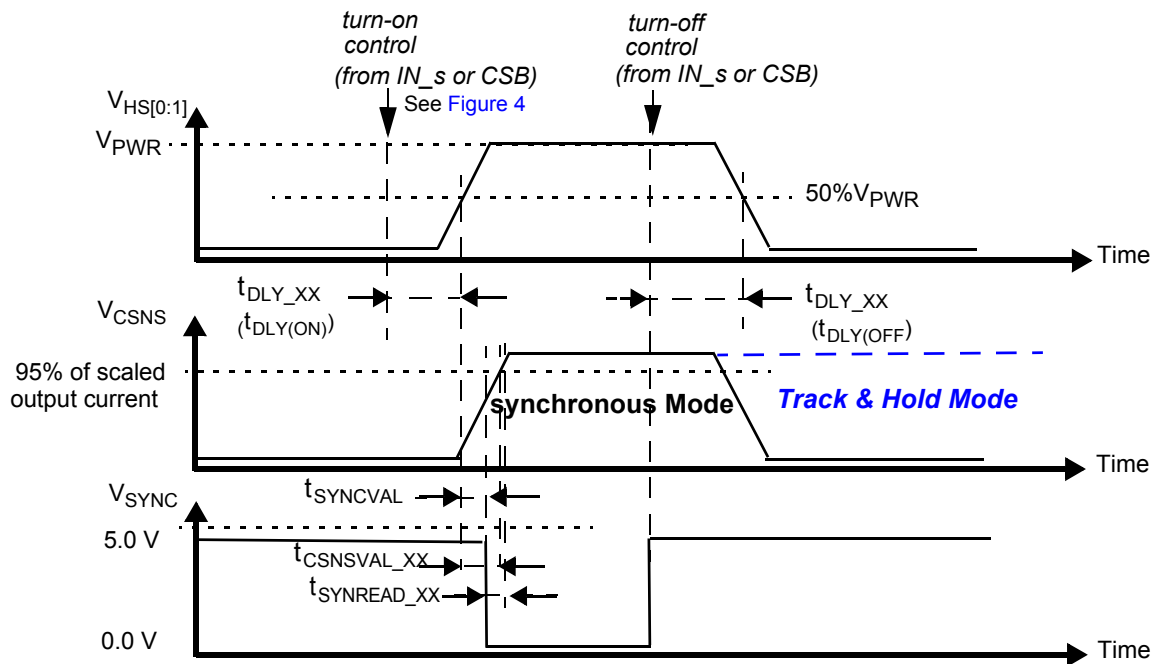 turn-on
control
(from IN_s or CSB)
See Figure 4
turn-off
control
(from IN_s or CSB)
VHS[0:1]
VPWR
50%VPWR
Time
tDLY_XX
(tDLY(ON))
tDLY_XX
(tDLY(OFF)
VCSNS
95% of scaled
output current
synchronous Mode
Track & Hold Mode
Time
tSYNCVAL
VSYNC
5.0 V
tCSNSVAL_XX
tSYNREAD_XX
0.0 V
Time